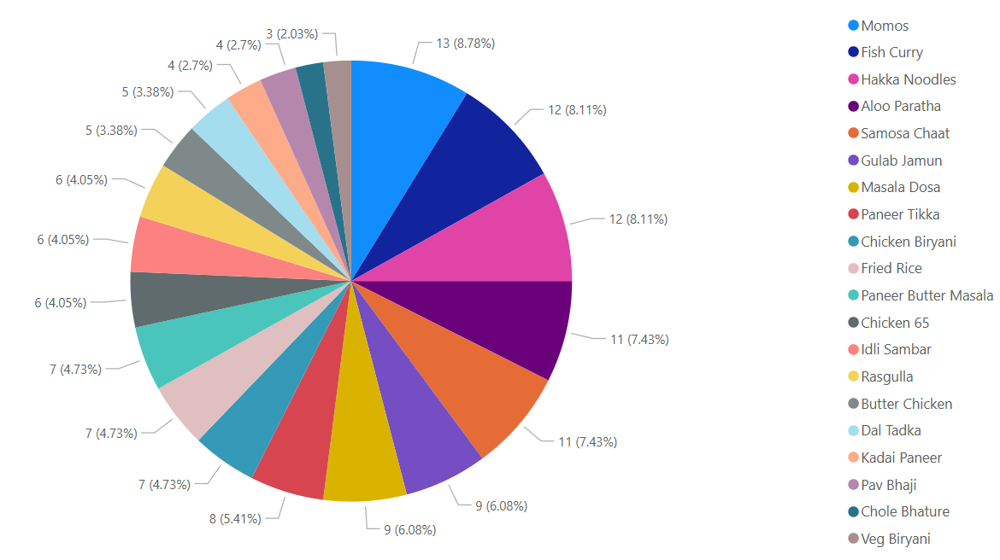 13 (8.78%)
12 (8.11%)
12 (8.11%)
11 (7.43%)
11 (7.43%)
9 (6.08%)
9 (6.08%)
8 (5.41%)
7 (4.73%)
7 (4.73%)
7 (4.73%)
6 (4.05%)
6 (4.05%)
6 (4.05%)
5 (3.38%)
5 (3.38%)
4 (2.7%)
4 (2.7%)
3 (2.03%)
Momos
Fish Curry
Hakka Noodles
Aloo Paratha
Samosa Chaat
Gulab Jamun
Masala Dosa
Paneer Tikka
Chicken Biryani
Fried Rice
Paneer Butter Masala
Chicken 65
Idli Sambar
Rasgulla
Butter Chicken
Dal Tadka
Kadai Paneer
Pav Bhaji
Chole Bhature
Veg Biryani